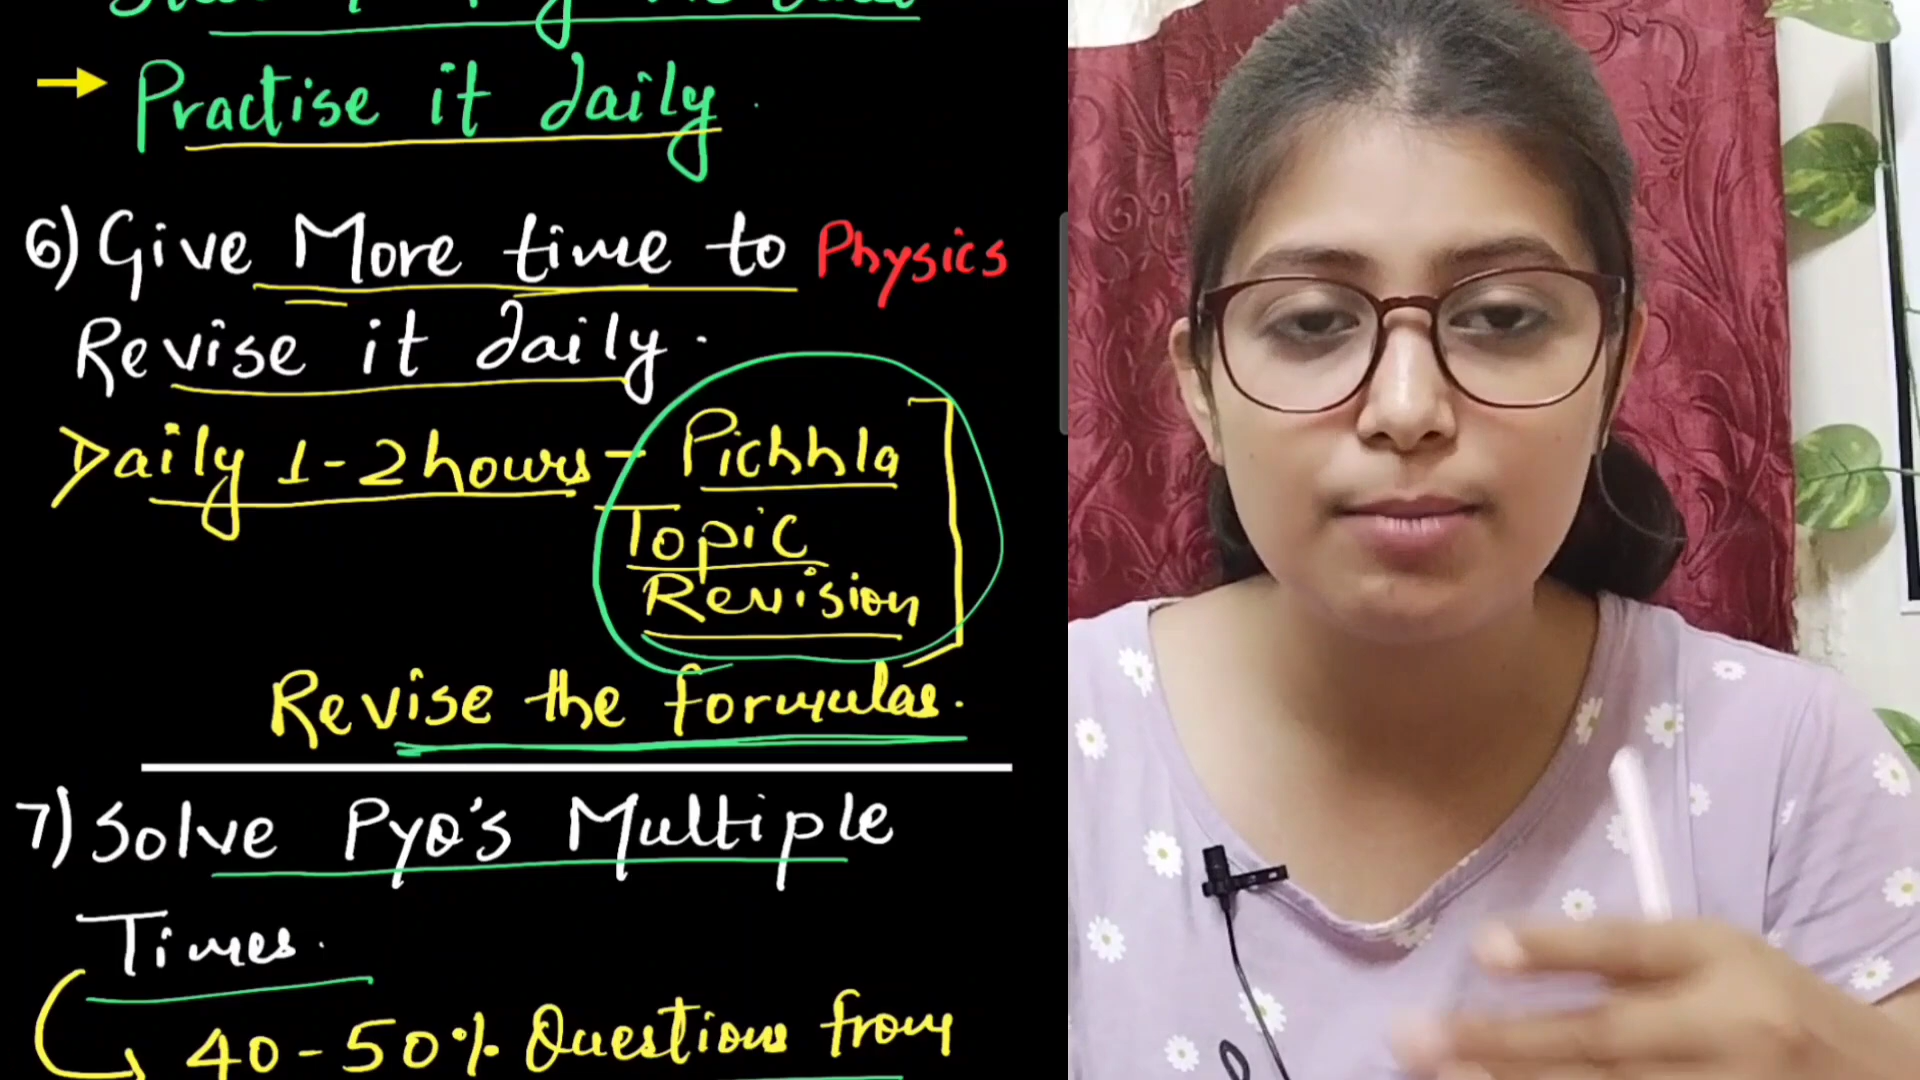 Practise it daily.
6) Give More time to Physics
Revise it daily.
Daily 1-2 hours - Pichhla
Topic
Revision
Revise the formulas.
7) Solve PYQ's Multiple
Times.
40-50% Questions from